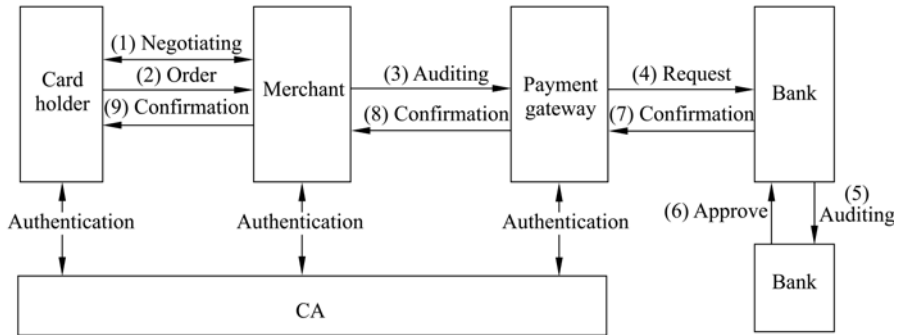 (1) Negotiating
(2) Order
(9) Confirmation
Card
holder
Merchant
(3) Auditing
(8) Confirmation
Payment
gateway
(4) Request
(7) Confirmation
Bank
Authentication
Authentication
Authentication
(6) Approve
(5)
Auditing
Bank
CA